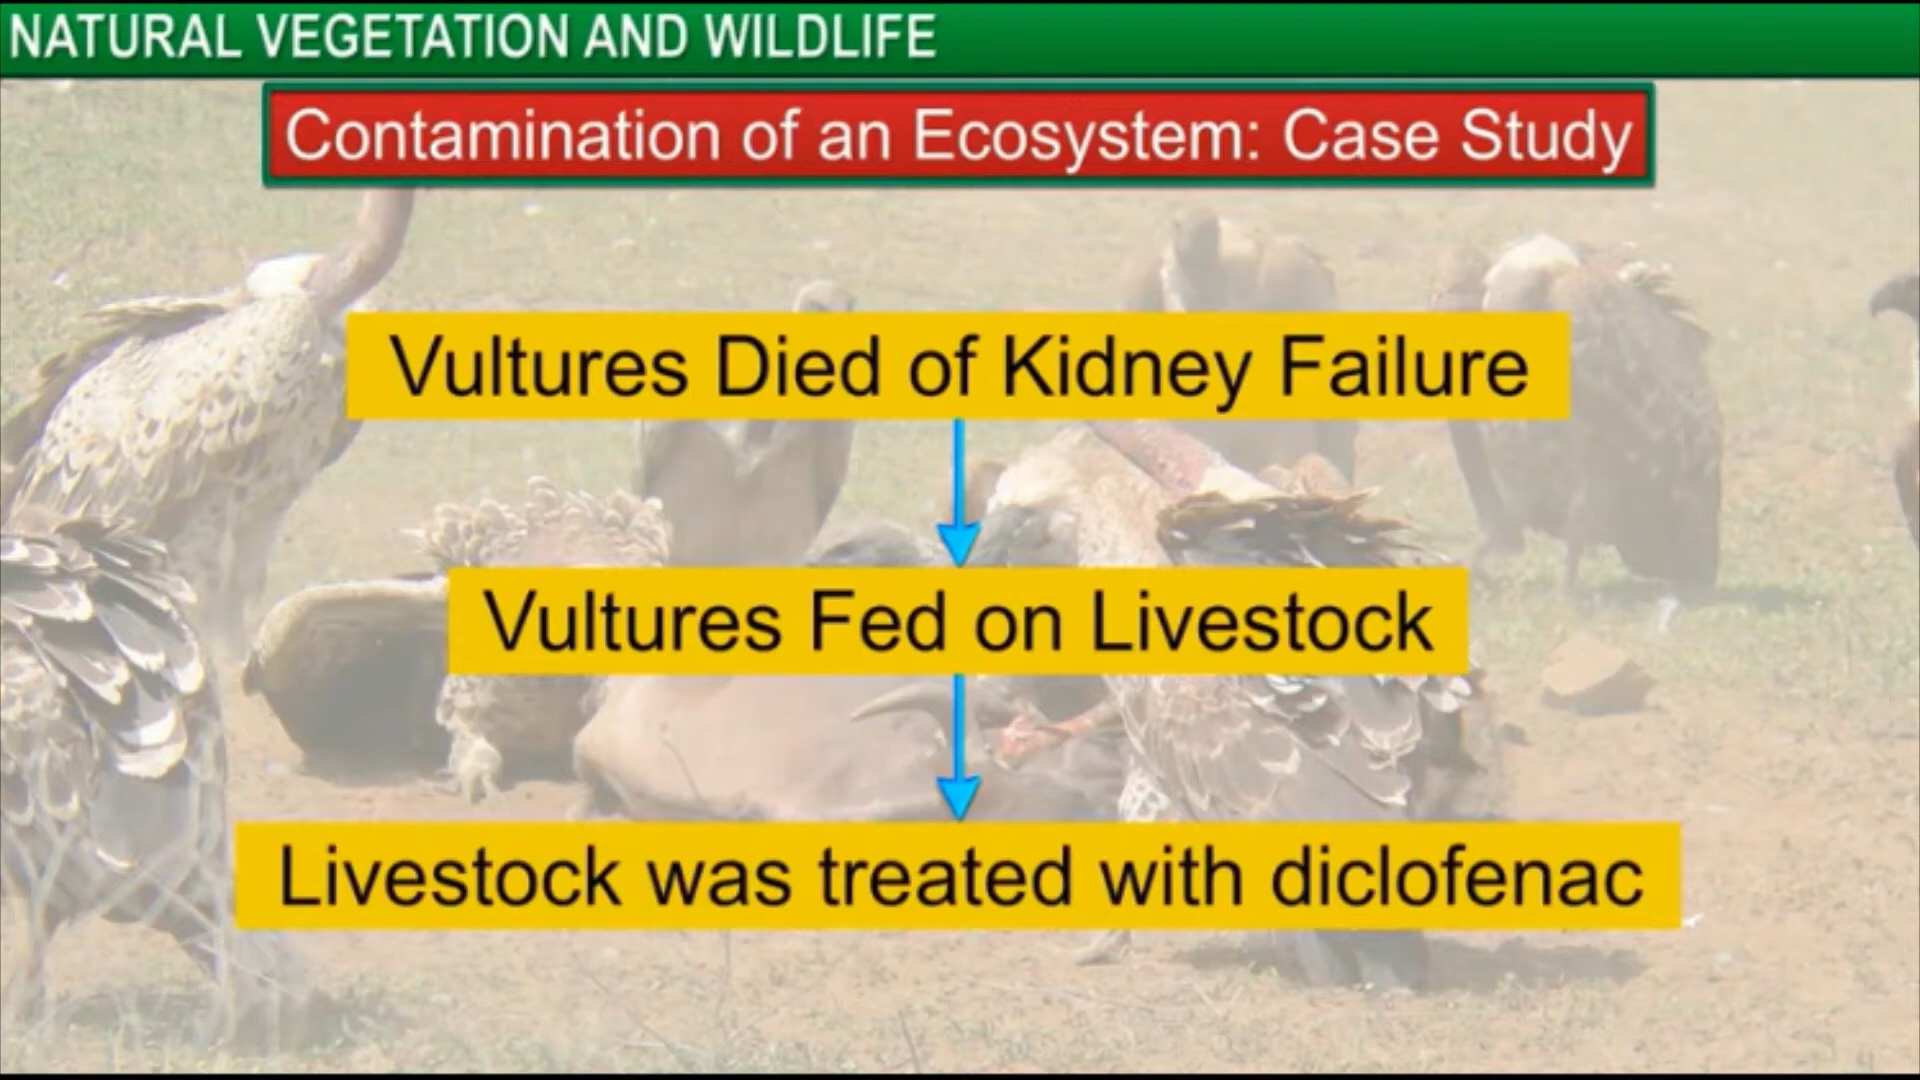 NATURAL VEGETATION AND WILDLIFE
Contamination of an Ecosystem: Case Study
Vultures Died of Kidney Failure
Vultures Fed on Livestock
Livestock was treated with diclofenac